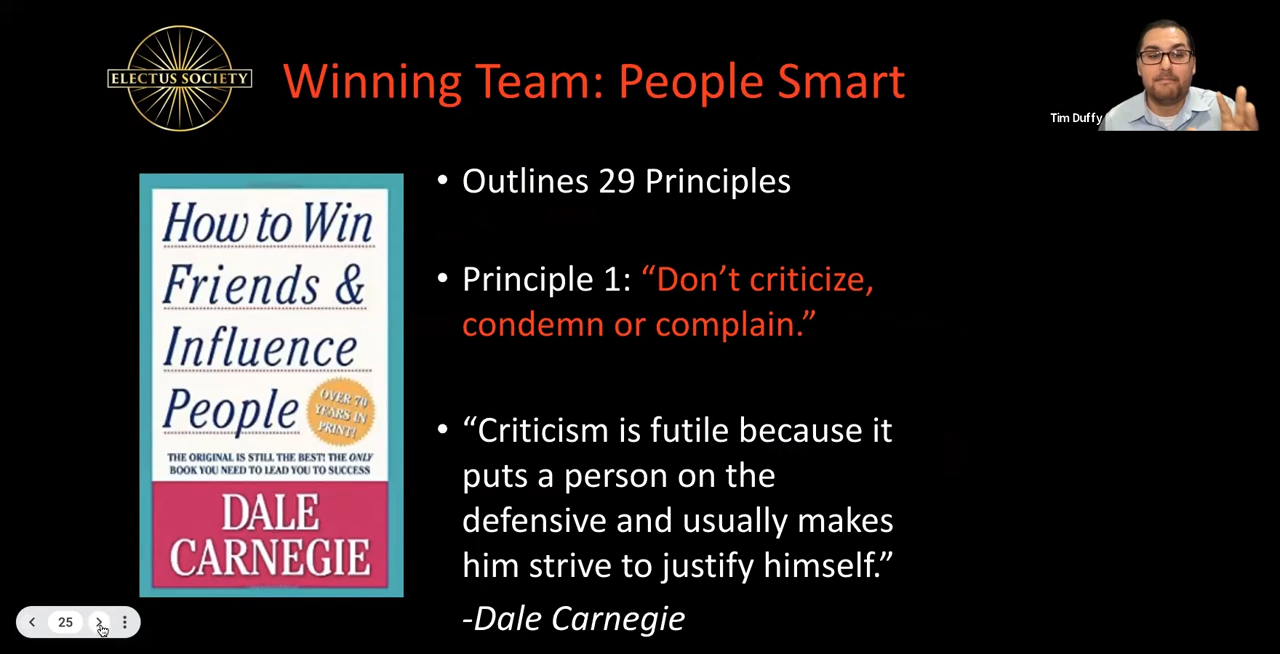 ELECTUS SOCIETY
Winning Team: People Smart
Tim Duffy
How to Win
Friends &
Influence
People
OVER 70
YEARS IN
PRINT!
THE ORIGINAL IS STILL THE BEST! THE ONLY
BOOK YOU NEED TO LEAD YOU TO SUCCESS
DALE
CARNEGIE
• Outlines 29 Principles
• Principle 1: “Don’t criticize,
condemn or complain.”
• “Criticism is futile because it
puts a person on the
defensive and usually makes
him strive to justify himself.”
-Dale Carnegie
25